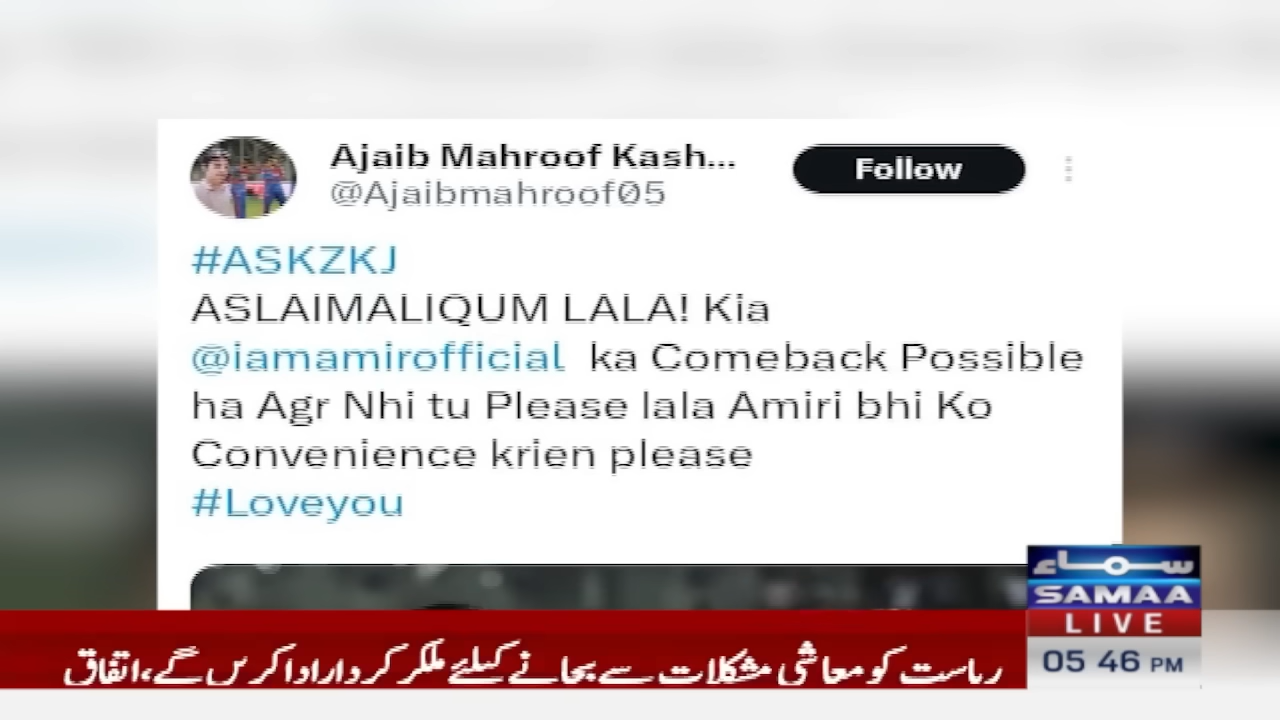 Ajaib Mahroof Kash...
@Ajaibmahroof05
Follow
#ASKZKJ
ASLAIMALIQUM LALA! Kia
@iamamirofficial ka Comeback Possible
ha Agr Nhi tu Please lala Amiri bhi Ko
Convenience krien please
#Loveyou
سماء
SAMAA
LIVE
05 46 PM
ریاست کو معاشی مشکلات سے بچانے کیلئے ملکر کردار ادا کریں گے،اتفاق